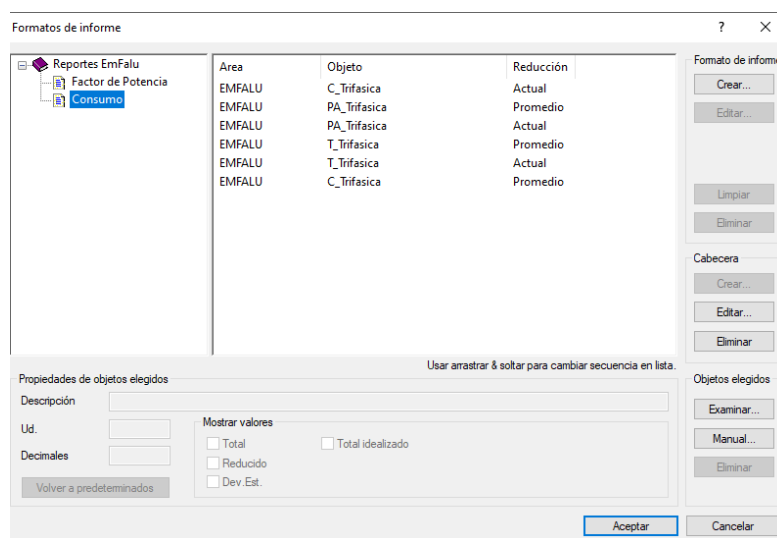 Formatos de informe
?
Reportes EmFalu
Factor de Potencia
Consumo
Area Objeto Reducción
EMFALU C_Trifasica Actual
EMFALU PA_Trifasica Promedio
EMFALU PA_Trifasica Actual
EMFALU T_Trifasica Promedio
EMFALU T_Trifasica Actual
EMFALU C_Trifasica Promedio
Usar arrastrar & soltar para cambiar secuencia en lista.
Formato de inform
Crear...
Editar...
Limpiar
Eliminar
Cabecera
Crear...
Editar...
Eliminar
Propiedades de objetos elegidos
Descripción
Ud.
Decimales
Volver a predeterminados
Mostrar valores
Total
Total idealizado
Reducido
Dev.Est.
Objetos elegidos
Examinar...
Manual...
Eliminar
Aceptar
Cancelar